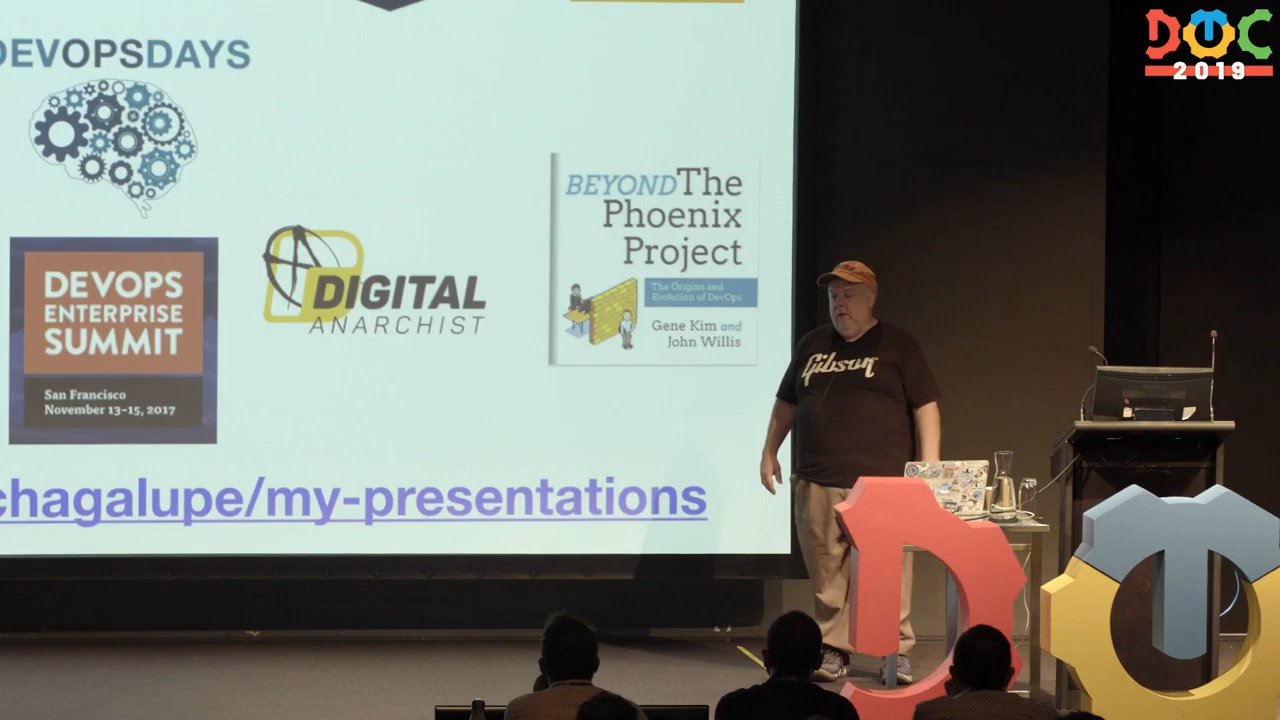 DEVOPSDAYS
DEVOPS
ENTERPRISE
SUMMIT
San Francisco
November 13-15, 2017
DIGITAL
ANARCHIST
BEYOND The
Phoenix
Project
The Origins and
Evolution of DevOps
Gene Kim and
John Willis
chagalupe/my-presentations
Gibson
DOTC
2019